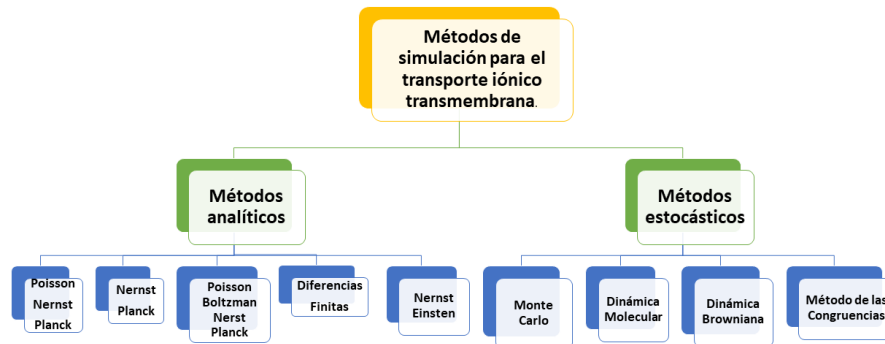 Métodos de
simulación para el
transporte iónico
transmembrana.
Métodos
analíticos
Métodos
estocásticos
Poisson
Nernst
Planck
Nernst
Planck
Poisson
Boltzman
Nerst
Planck
Diferencias
Finitas
Nernst
Einsten
Monte
Carlo
Dinámica
Molecular
Dinámica
Browniana
Método de las
Congruencias